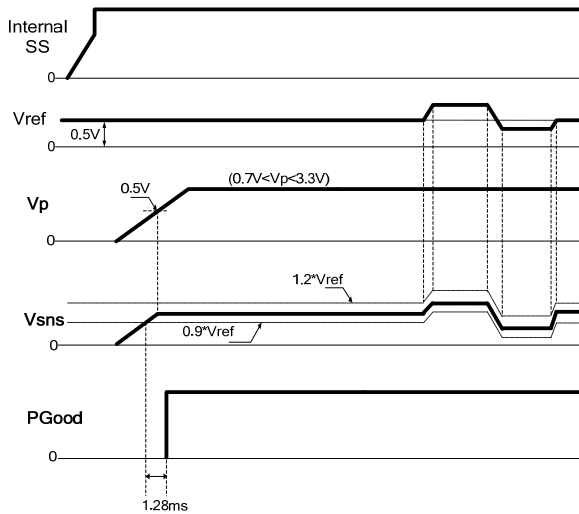 Internal
SS
0
Vref
0.5V
0
0.5V
(0.7V<Vp<3.3V)
Vp
0
1.2*Vref
Vsns
0.9*Vref
0
PGood
0
1.28ms